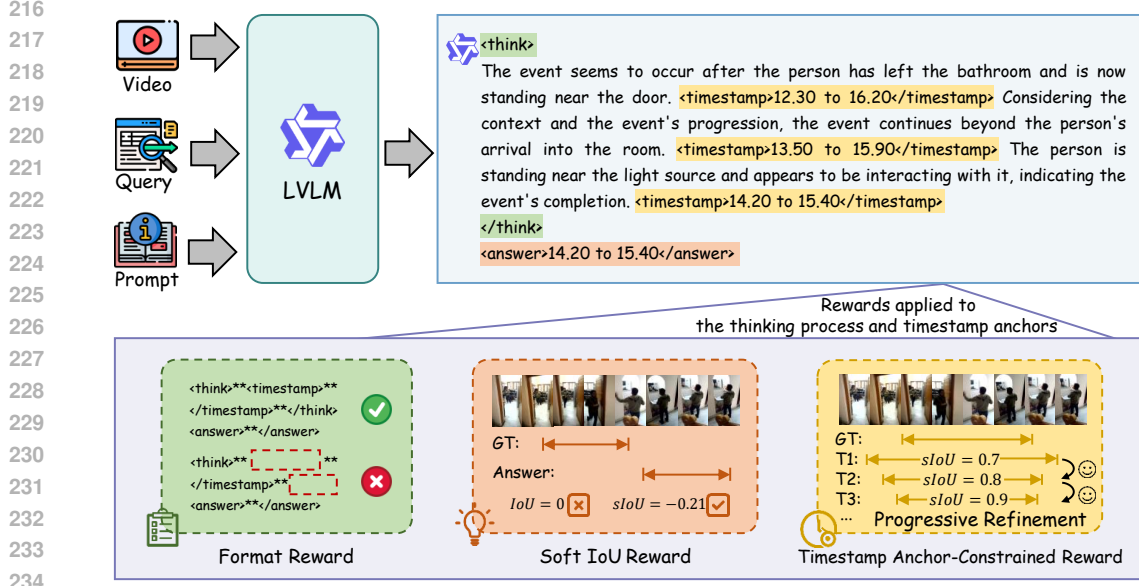 216
217
218
219
220
221
222
223
224
225
226
227
228
229
230
231
232
233
234
Video
Query
Prompt
LVLM
<think>
The event seems to occur after the person has left the bathroom and is now
standing near the door. <timestamp>12.30 to 16.20</timestamp> Considering the
context and the event's progression, the event continues beyond the person's
arrival into the room. <timestamp>13.50 to 15.90</timestamp> The person is
standing near the light source and appears to be interacting with it, indicating the
event's completion. <timestamp>14.20 to 15.40</timestamp>
</think>
<answer>14.20 to 15.40</answer>
Rewards applied to
the thinking process and timestamp anchors
<think>**<timestamp>**
</timestamp>**</think>
<answer>**</answer>
<think>** **
</timestamp>**
<answer>**</answer>
Format Reward
GT:
Answer:
IoU = 0 sIoU = −0.21
Soft IoU Reward
GT:
T1: sIoU = 0.7
T2: sIoU = 0.8
T3: sIoU = 0.9
... Progressive Refinement
Timestamp Anchor-Constrained Reward